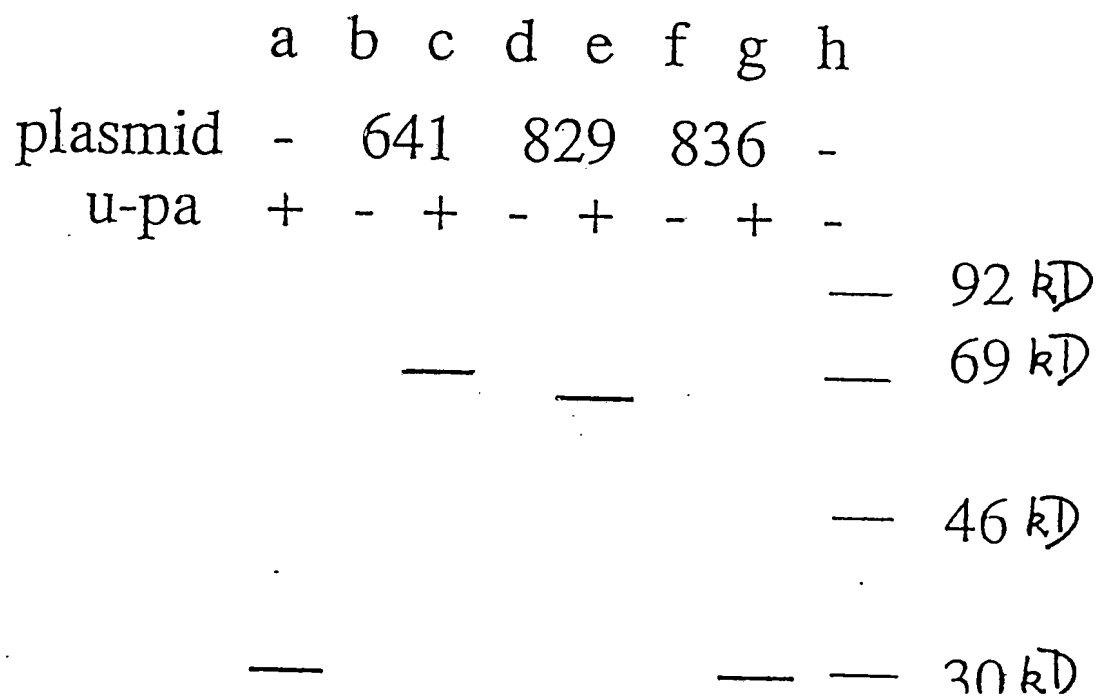 a b c d e f g h
plasmid - 641 829 836 -
u-pa + - + - + - + -
92 kD
69 kD
46 kD
30 kD